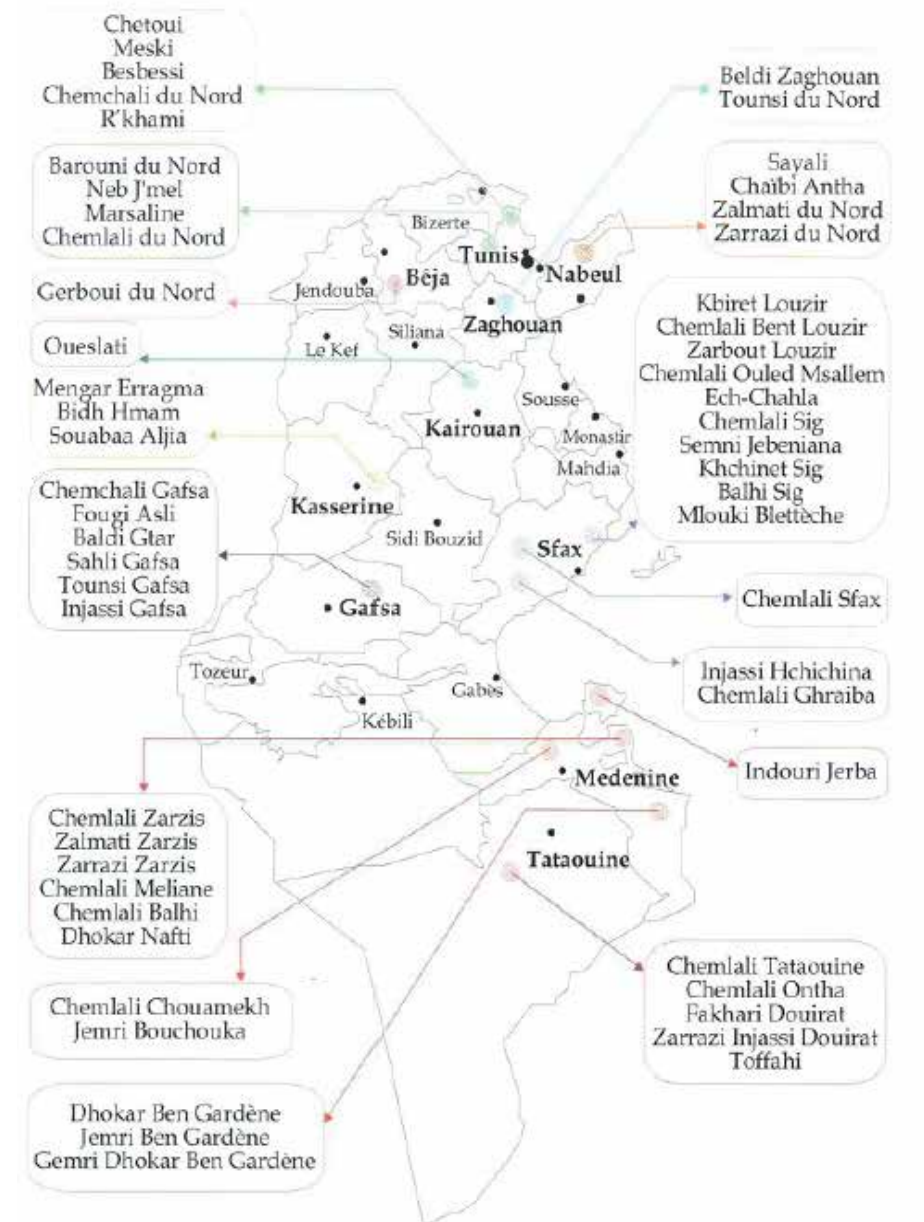 Chetoui
Meski
Besbessi
Chemchali du Nord
R'khami
Beldi Zaghouan
Tounsi du Nord
Barouni du Nord
Neb J'mel
Marsaline
Chemlali du Nord
Sayali
Chaïbi Antha
Zalmati du Nord
Zarrazi du Nord
Gerboui du Nord
Oueslati
Mengar Erragma
Bidh Hmam
Souabaa Aljia
Kbiret Louzir
Chemlali Bent Louzir
Zarbout Louzir
Chemlali Ouled Msallem
Ech-Chahla
Chemlali Sig
Semni Jebeniana
Khchinet Sig
Balhi Sig
Mlouki Blettèche
Chemchali Gafsa
Fougi Asli
Baldi Gtar
Sahli Gafsa
Tounsi Gafsa
Injassi Gafsa
Chemlali Sfax
Injassi Hchichina
Chemlali Ghraiba
Indouri Jerba
Chemlali Zarzis
Zalmati Zarzis
Zarrazi Zarzis
Chemlali Meliane
Chemlali Balhi
Dhokar Nafti
Chemlali Chouamekh
Jemri Bouchouka
Chemlali Tataouine
Chemlali Ontha
Fakhari Douirat
Zarrazi Injassi Douirat
Toffahi
Dhokar Ben Gardène
Jemri Ben Gardène
Gemri Dhokar Ben Gardène
Bizerte
Tunis
Béja
Nabeul
Jendouba
Zaghouan
Siliana
Le Kef
Sousse
Kairouan
Monastir
Mahdia
Kasserine
Sidi Bouzid
Sfax
Gafsa
Tozeur
Gabès
Kébili
Medenine
Tataouine